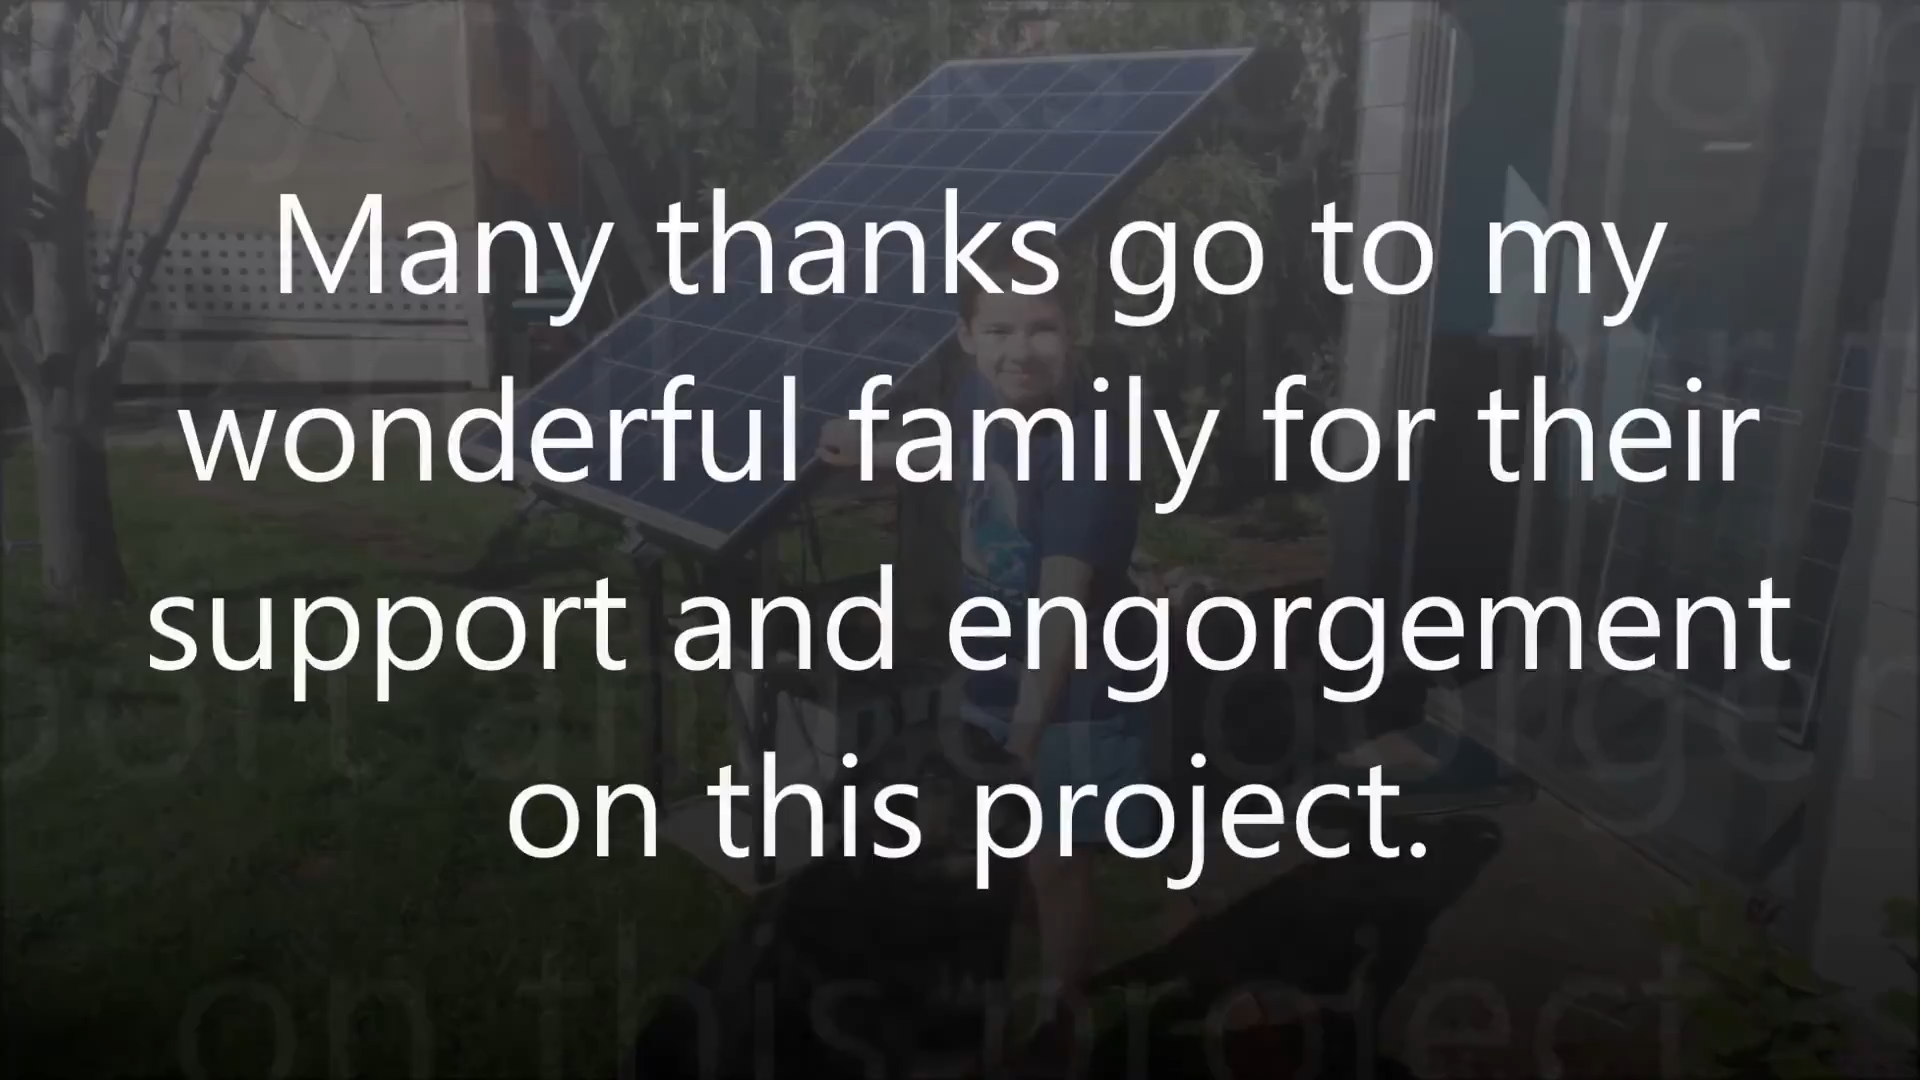 Many thanks go to my
wonderful family for their
support and engorgement
on this project.